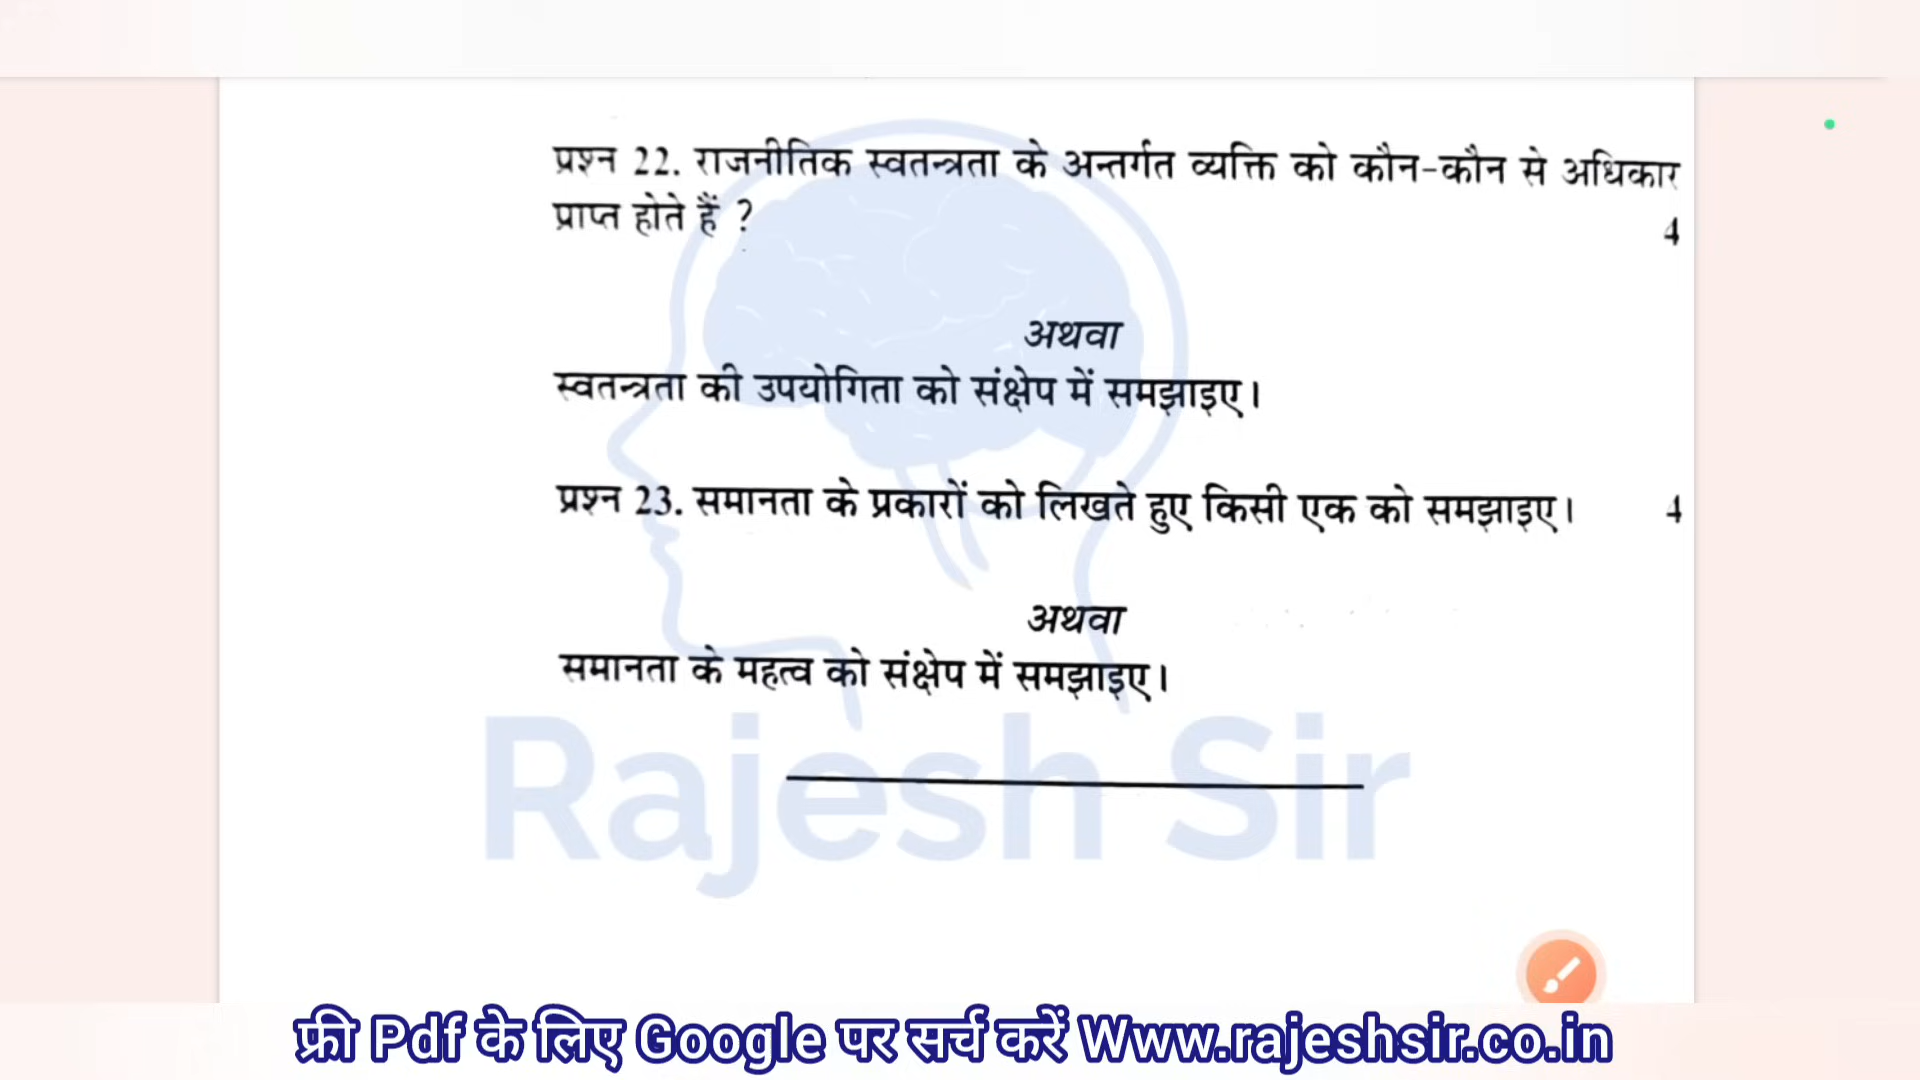 प्रश्न 22. राजनीतिक स्वतन्त्रता के अन्तर्गत व्यक्ति को कौन-कौन से अधिकार
प्राप्त होते हैं ? 4
अथवा
स्वतन्त्रता की उपयोगिता को संक्षेप में समझाइए।
प्रश्न 23. समानता के प्रकारों को लिखते हुए किसी एक को समझाइए। 4
अथवा
समानता के महत्व को संक्षेप में समझाइए।
Rajesh Sir
फ्री Pdf के लिए Google पर सर्च करें Www.rajeshsir.co.in